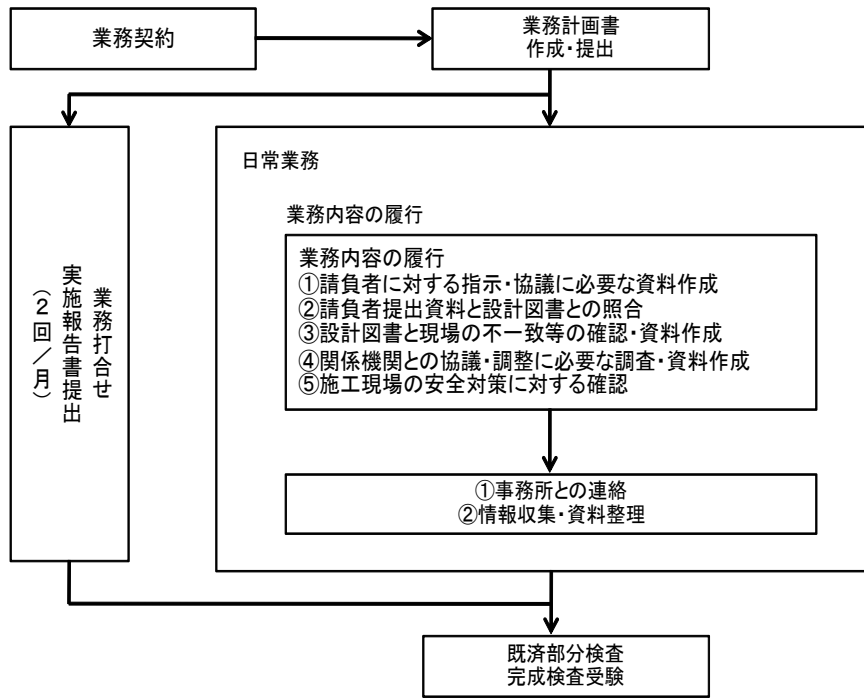 業務契約
業務計画書
作成・提出
業務打合せ
実施報告書提出
(2回/月)
日常業務
業務内容の履行
業務内容の履行
①請負者に対する指示・協議に必要な資料作成
②請負者提出資料と設計図書との照合
③設計図書と現場の不一致等の確認・資料作成
④関係機関との協議・調整に必要な調査・資料作成
⑤施工現場の安全対策に対する確認
①事務所との連絡
②情報収集・資料整理
既済部分検査
完成検査受験